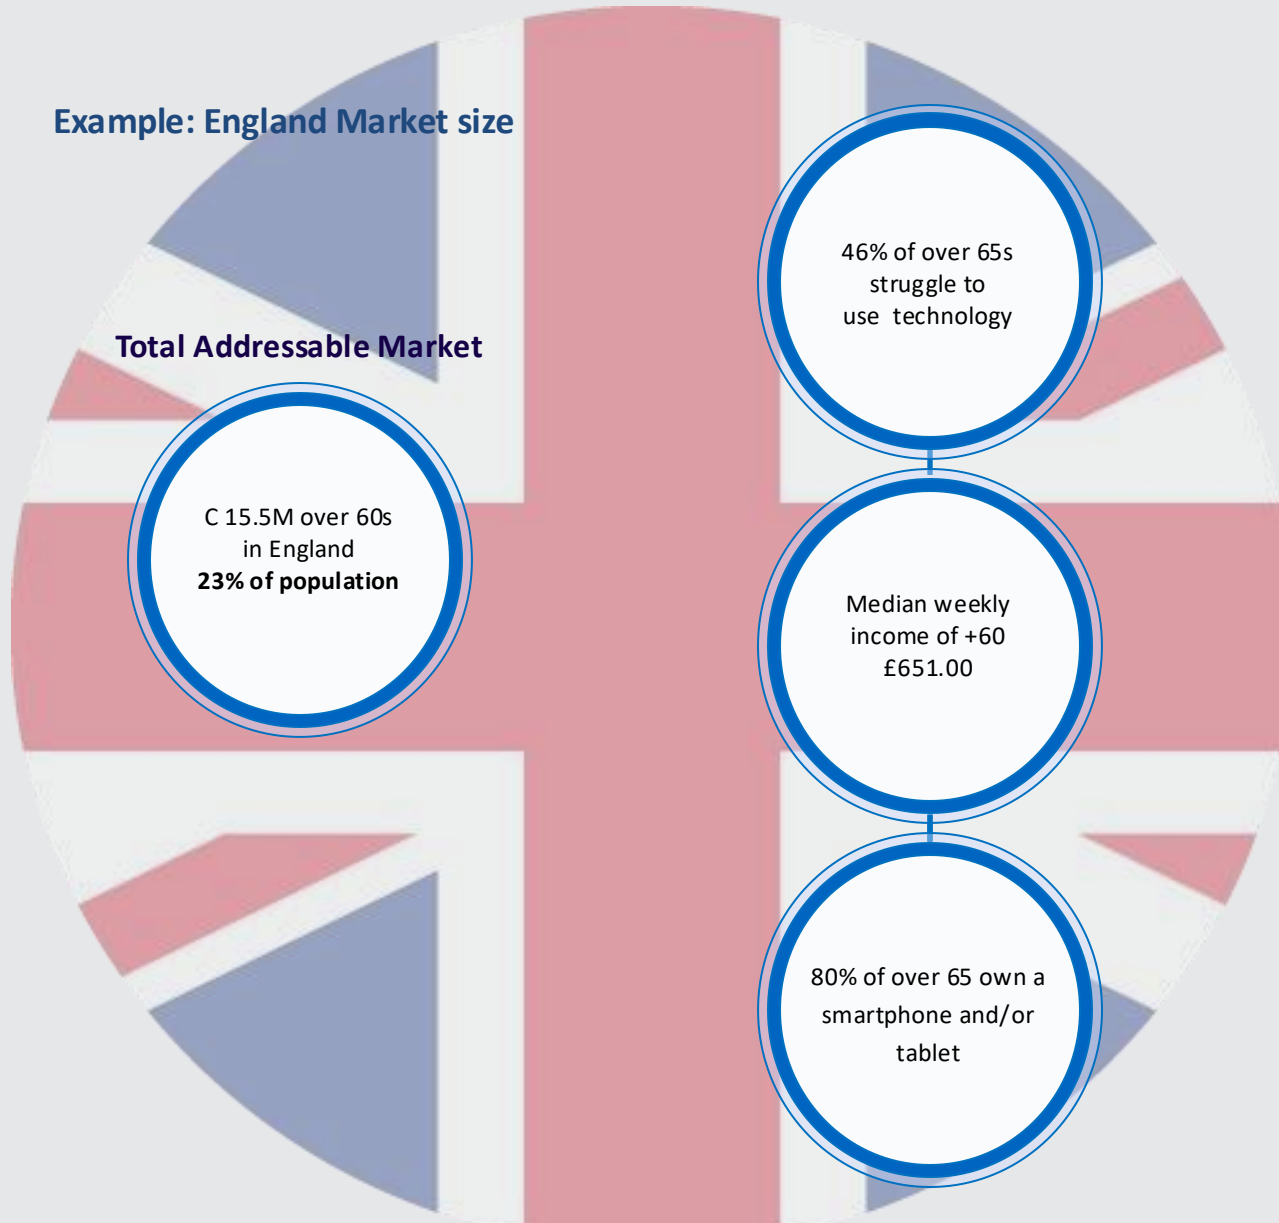 Example: England Market size
Total Addressable Market
C 15.5M over 60s
in England
23% of population
46% of over 65s
struggle to
use technology
Median weekly
income of +60
£651.00
80% of over 65 own a
smartphone and/or
tablet